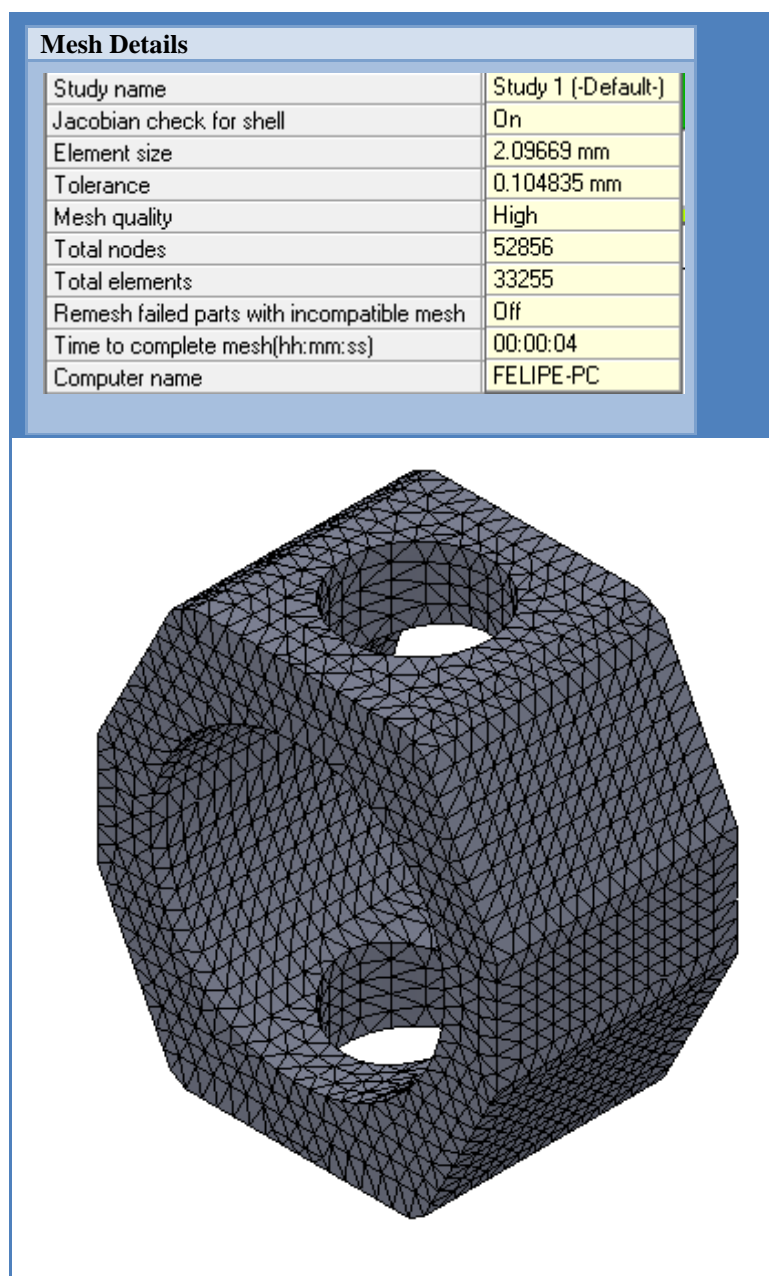 Mesh Details
Study name Study 1 (-Default-)
Jacobian check for shell On
Element size 2.09669 mm
Tolerance 0.104835 mm
Mesh quality High
Total nodes 52856
Total elements 33255
Remesh failed parts with incompatible mesh Off
Time to complete mesh(hh:mm:ss) 00:00:04
Computer name FELIPE-PC